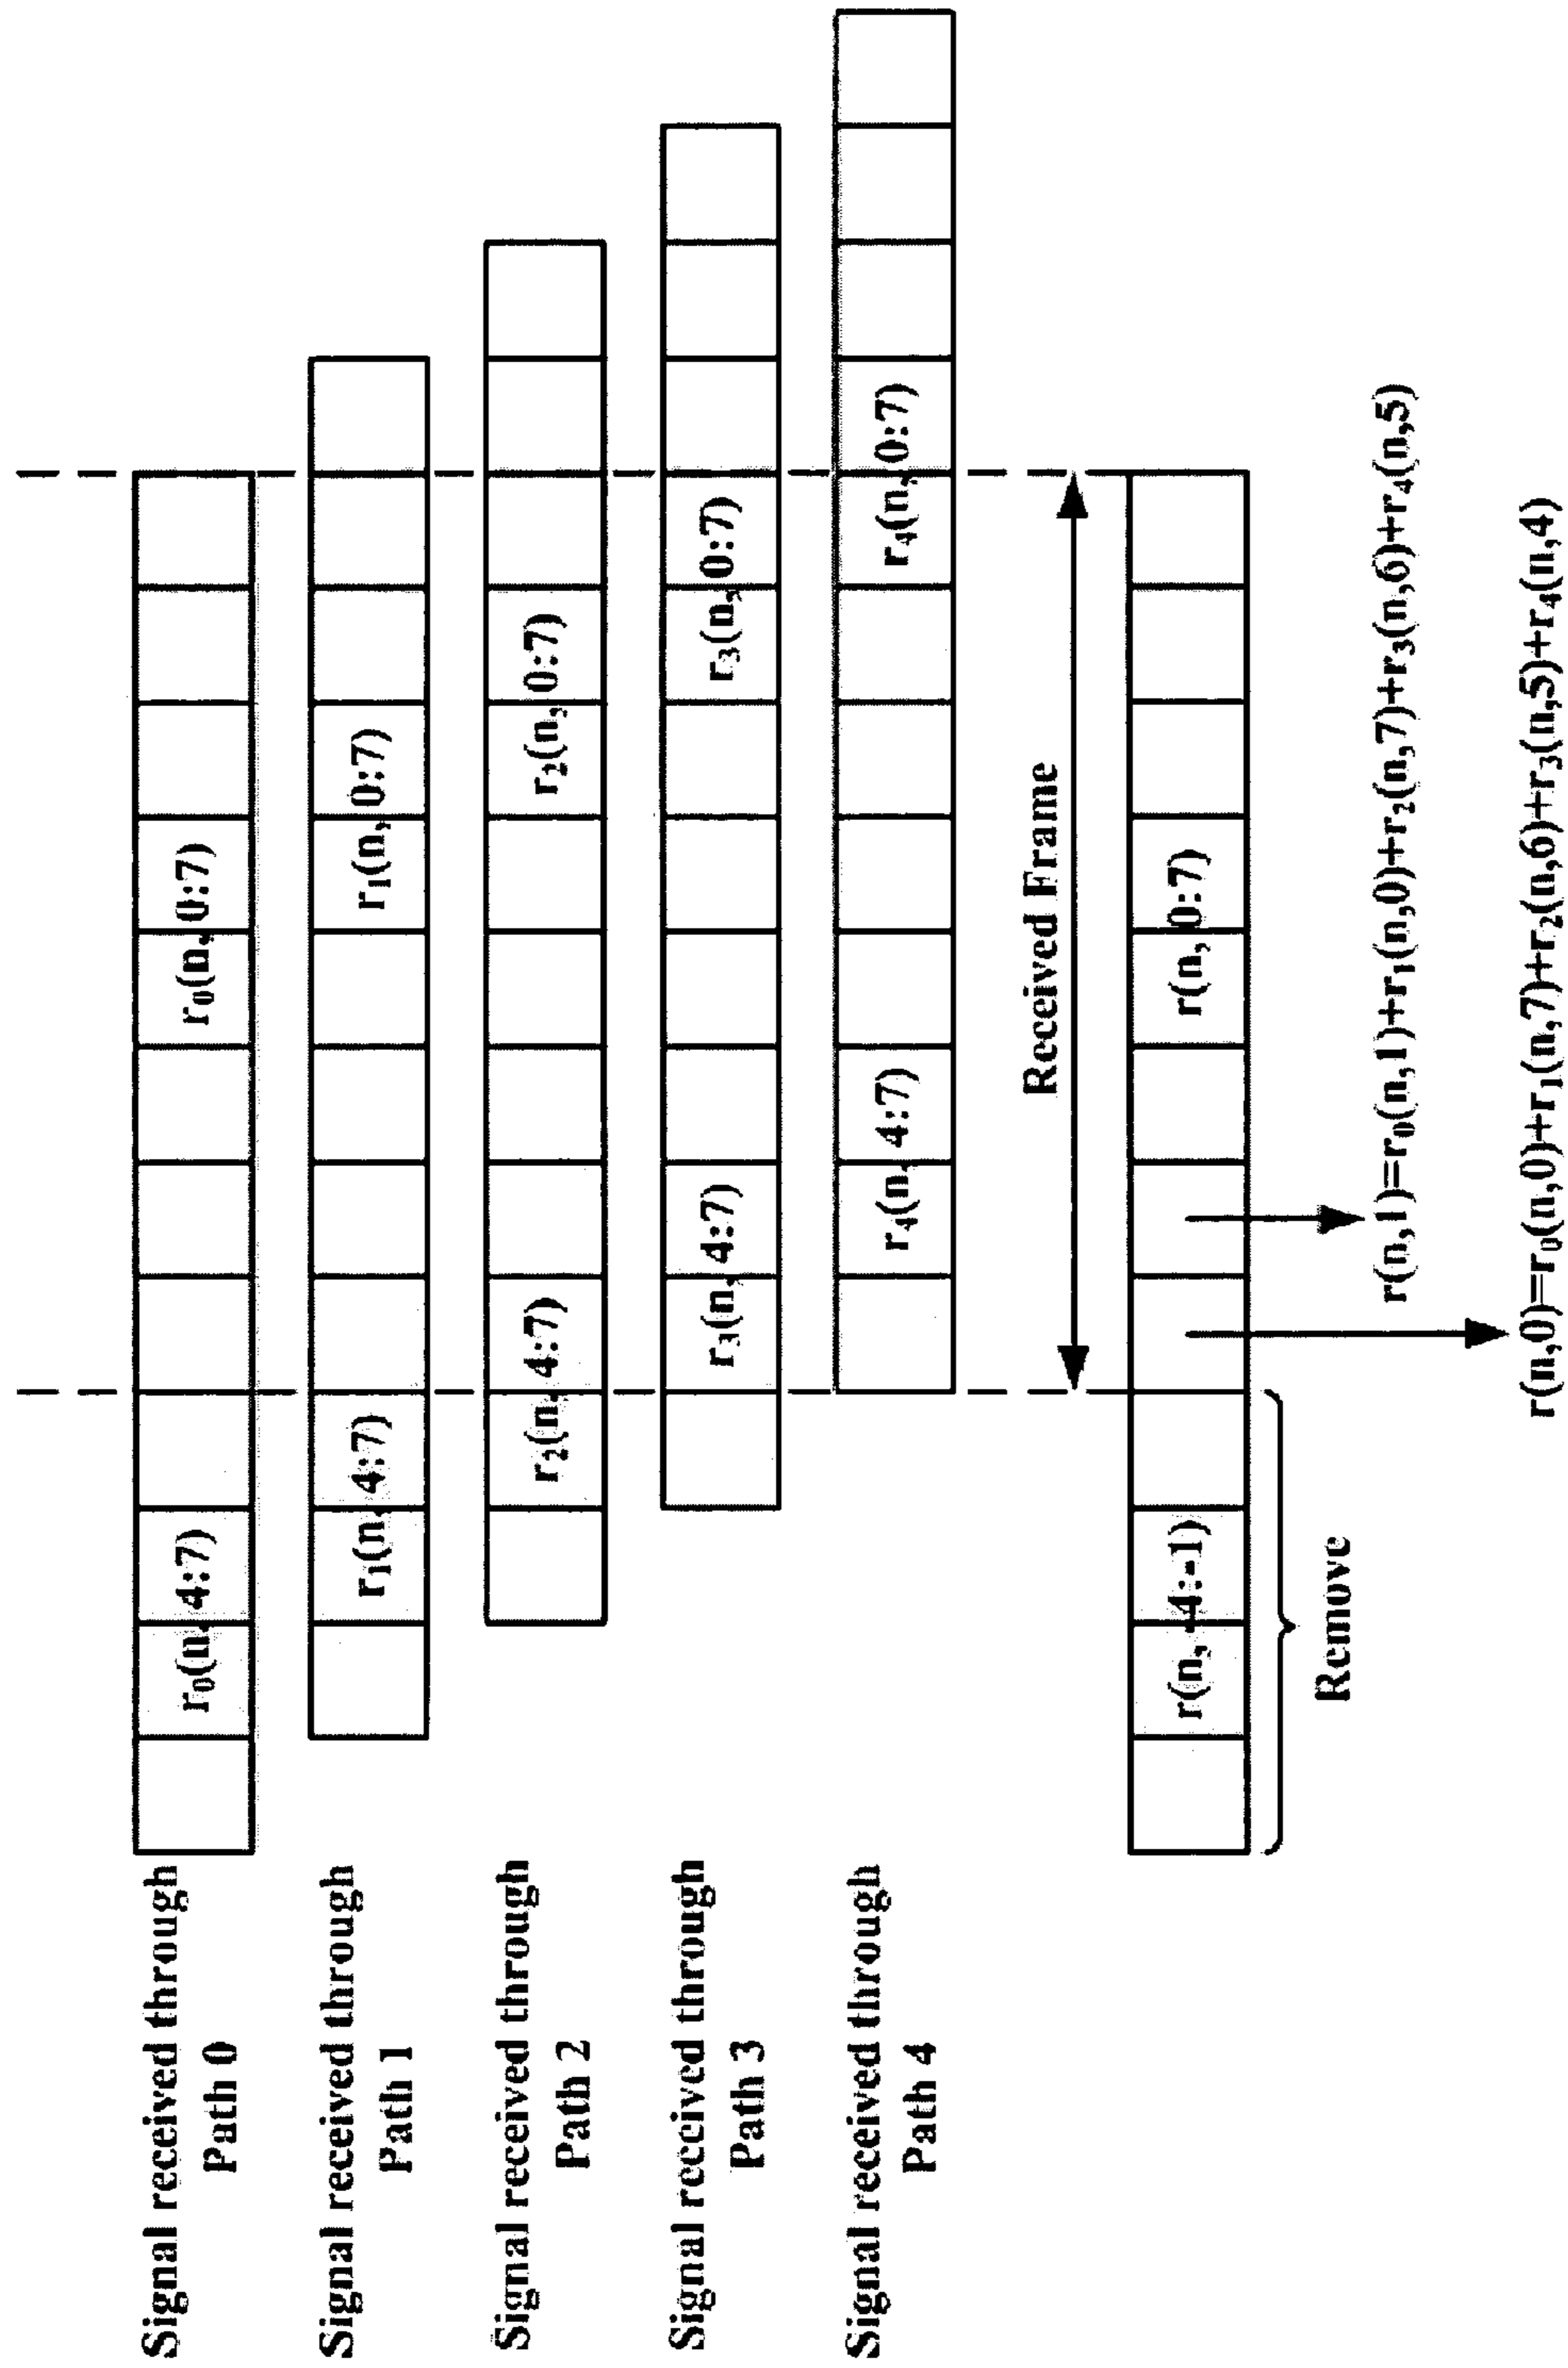 Signal received through
Path 0
r₀(n, 4:7)
r₀(n, 0:7)
Signal received through
Path 1
r₁(n, 4:7)
r₁(n, 0:7)
Signal received through
Path 2
r₂(n, 4:7)
r₂(n, 0:7)
Signal received through
Path 3
r₃(n, 4:7)
r₃(n, 0:7)
Signal received through
Path 4
r₄(n, 4:7)
r₄(n, 0:7)
Received Frame
r(n, -4:-1)
r(n, 0:7)
Remove
r(n,1)=r₀(n,1)+r₁(n,0)+r₂(n,7)+r₃(n,6)+r₄(n,5)
r(n,0)=r₀(n,0)+r₁(n,7)+r₂(n,6)+r₃(n,5)+r₄(n,4)